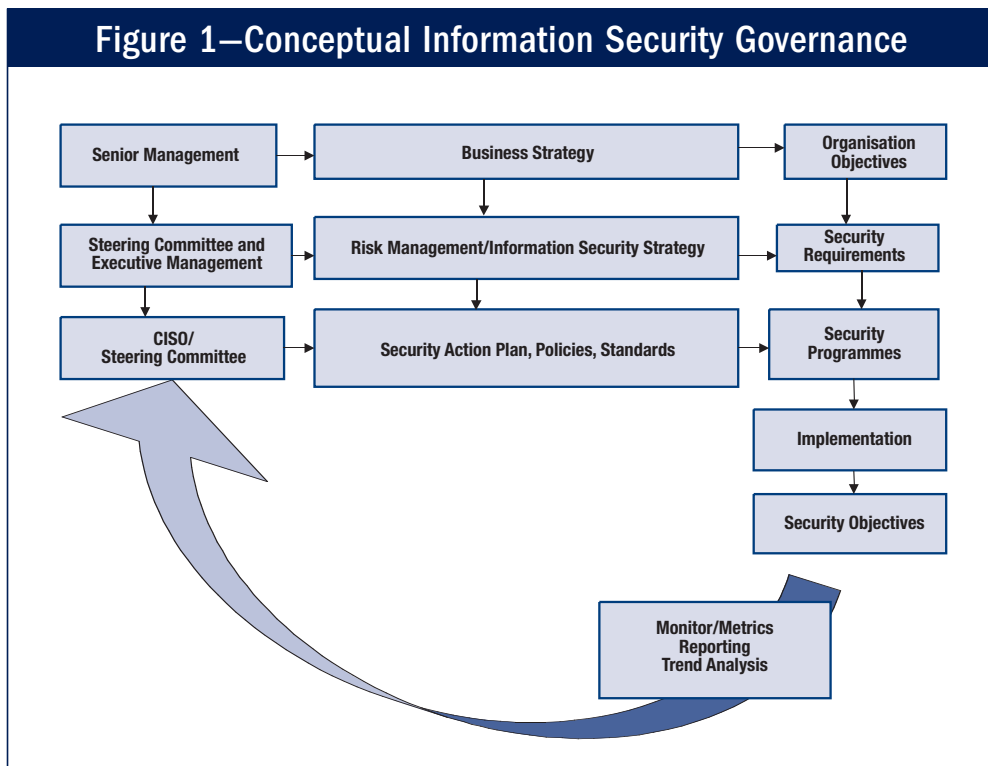 Figure 1—Conceptual Information Security Governance
Senior Management
Business Strategy
Organisation
Objectives
Steering Committee and
Executive Management
Risk Management/Information Security Strategy
Security
Requirements
CISO/
Steering Committee
Security Action Plan, Policies, Standards
Security
Programmes
Implementation
Security Objectives
Monitor/Metrics
Reporting
Trend Analysis